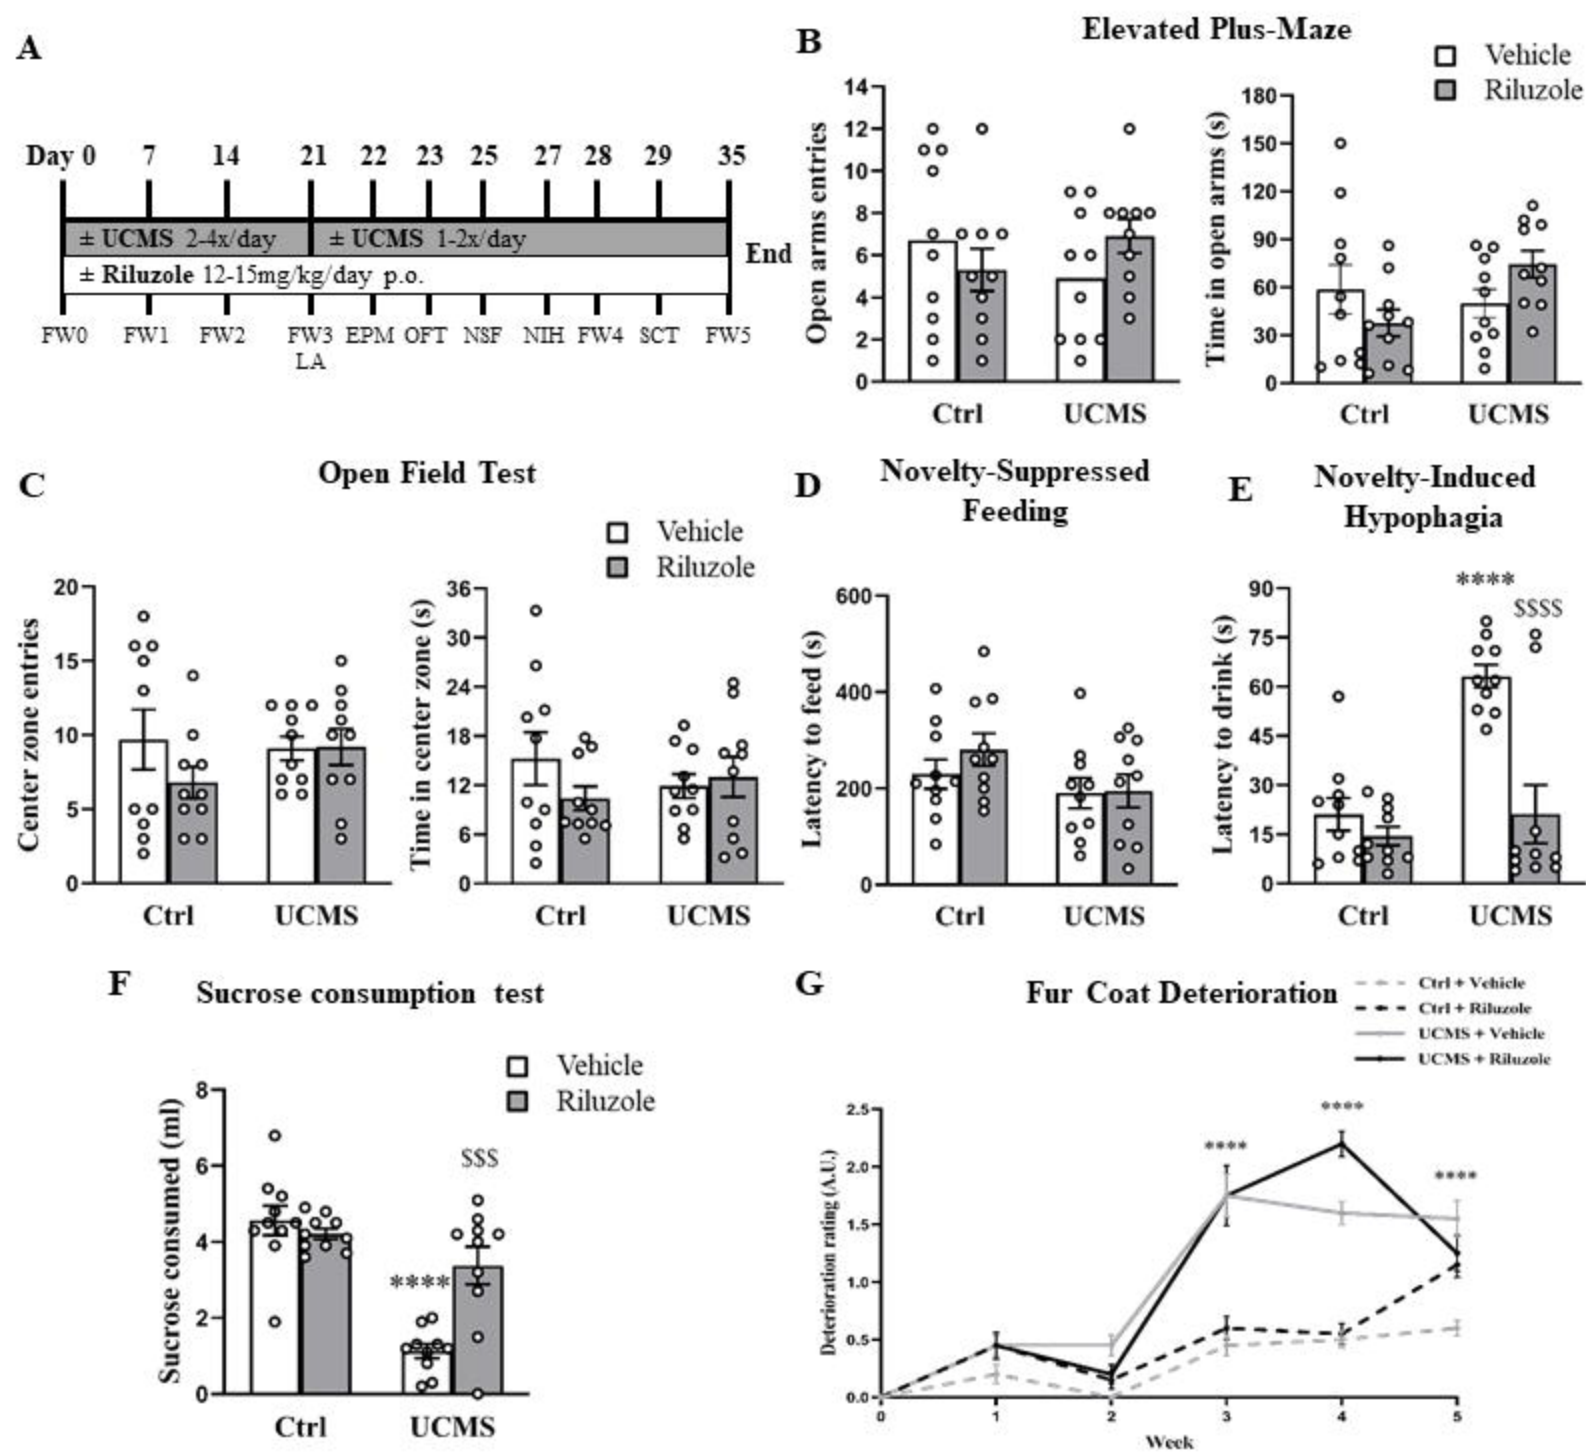 A
Day 0 7 14 21 22 23 25 27 28 29 35
± UCMS 2-4x/day ± UCMS 1-2x/day
± Riluzole 12-15mg/kg/day p.o.
End
FW0 FW1 FW2 FW3 EPM OFT NSF NIH FW4 SCT FW5
LA
B
Elevated Plus-Maze
Vehicle
Riluzole
Open arms entries
14
12
10
8
6
4
2
0
Ctrl UCMS
Time in open arms (s)
180
150
120
90
60
30
0
Ctrl UCMS
C
Open Field Test
Vehicle
Riluzole
Center zone entries
20
15
10
5
0
Ctrl UCMS
Time in center zone (s)
36
30
24
18
12
6
0
Ctrl UCMS
D
Novelty-Suppressed
Feeding
Latency to feed (s)
600
400
200
0
Ctrl UCMS
E
Novelty-Induced
Hypophagia
Latency to drink (s)
90
75
60
45
30
15
0
****
$$$$
Ctrl UCMS
F
Sucrose consumption test
Vehicle
Riluzole
Sucrose consumed (ml)
8
6
4
2
0
****
$$$
Ctrl UCMS
G
Fur Coat Deterioration
Ctrl + Vehicle
Ctrl + Riluzole
UCMS + Vehicle
UCMS + Riluzole
Deterioration rating (A.U.)
2.5
2.0
1.5
1.0
0.5
0.0
****
****
****
0 1 2 3 4 5
Week